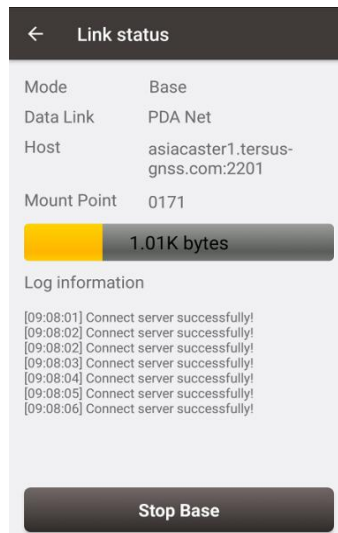 Link status
Mode Base
Data Link PDA Net
Host asiacaster1.tersus-
gnss.com:2201
Mount Point 0171
1.01K bytes
Log information
[09:08:01] Connect server successfully!
[09:08:02] Connect server successfully!
[09:08:02] Connect server successfully!
[09:08:03] Connect server successfully!
[09:08:04] Connect server successfully!
[09:08:05] Connect server successfully!
[09:08:06] Connect server successfully!
Stop Base